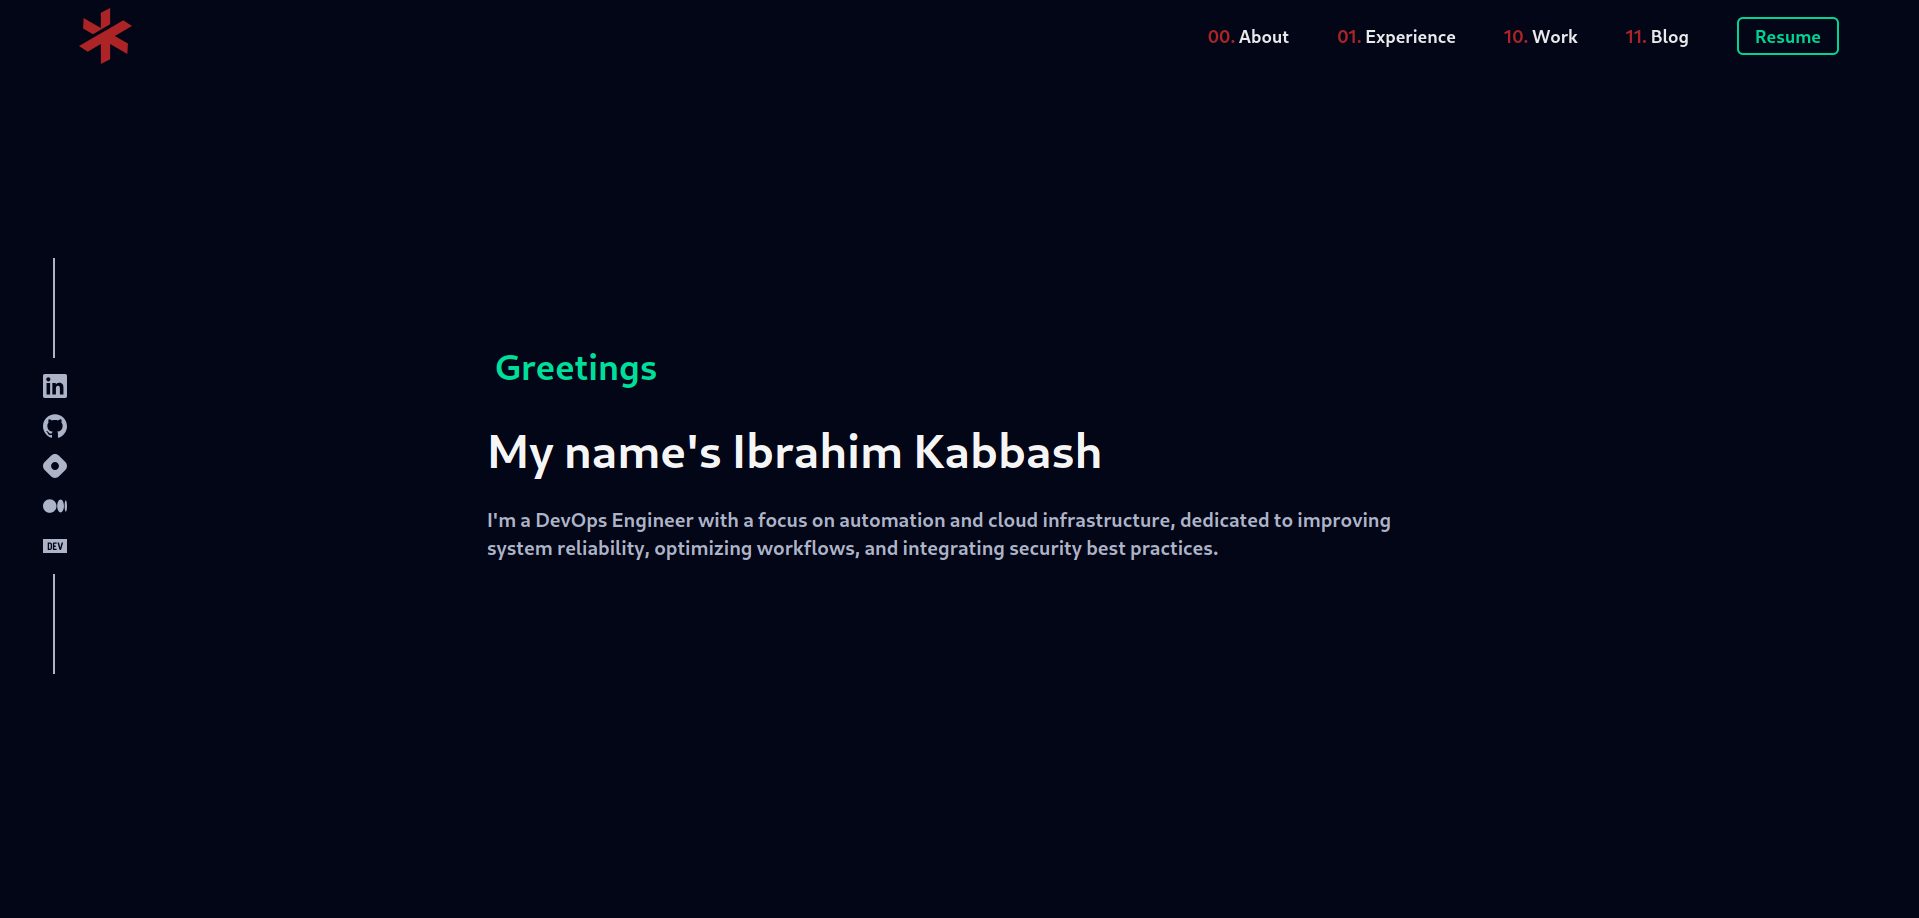 00. About
01. Experience
10. Work
11. Blog
Resume
Greetings
My name's Ibrahim Kabbash
I'm a DevOps Engineer with a focus on automation and cloud infrastructure, dedicated to improving
system reliability, optimizing workflows, and integrating security best practices.
in
DEV